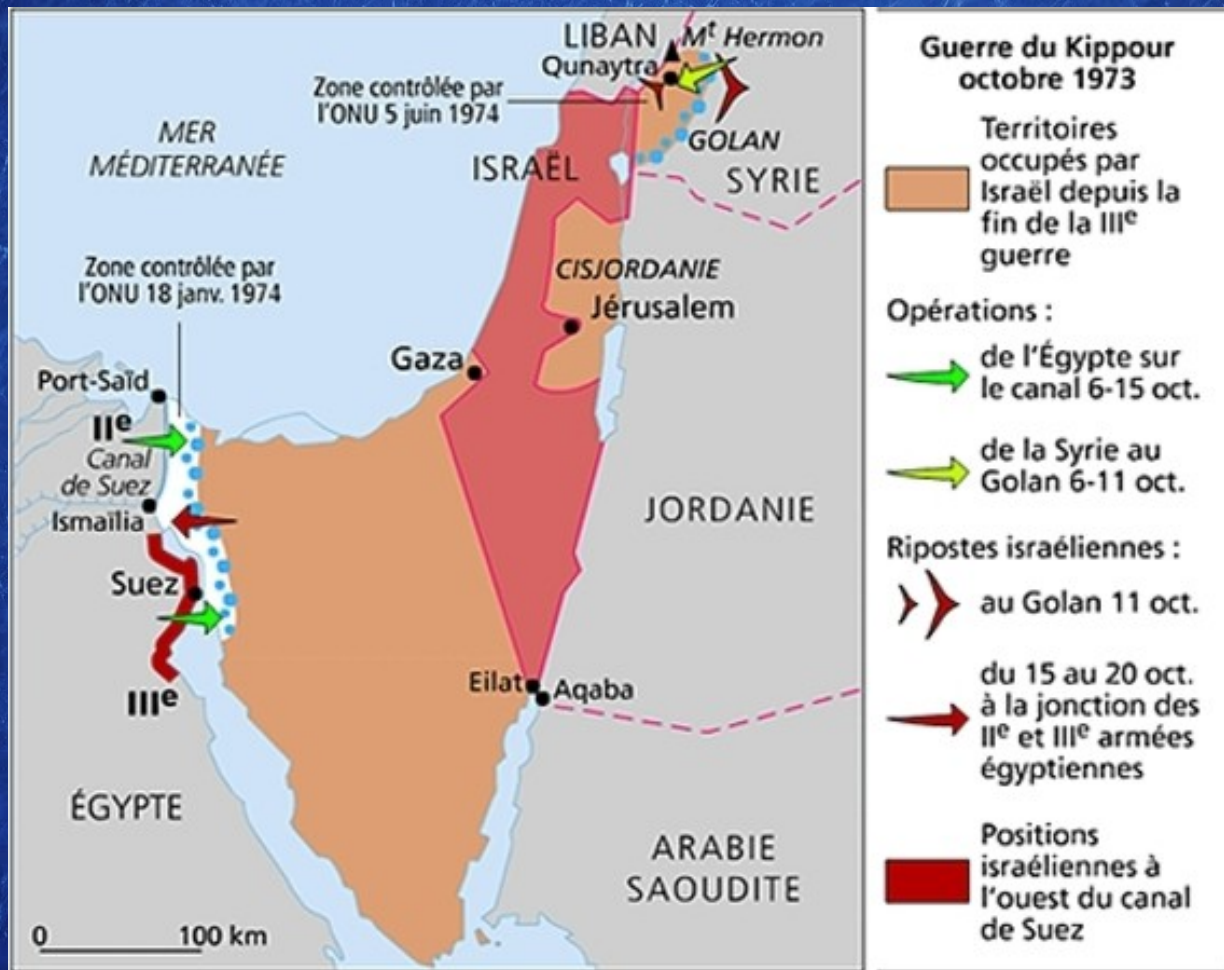 LIBAN
Mt Hermon
Qunaytra
Zone contrôlée par
l'ONU 5 juin 1974
MER
MÉDITERRANÉE
GOLAN
ISRAËL
SYRIE
Zone contrôlée par
l'ONU 18 janv. 1974
CISJORDANIE
Jérusalem
Gaza
Port-Saïd
IIe
Canal
de Suez
Ismaïlia
JORDANIE
Suez
IIIe
Eilat
Aqaba
ÉGYPTE
ARABIE
SAOUDITE
0 100 km
Guerre du Kippour
octobre 1973
Territoires
occupés par
Israël depuis la
fin de la IIIe
guerre
Opérations :
de l'Égypte sur
le canal 6-15 oct.
de la Syrie au
Golan 6-11 oct.
Ripostes israéliennes :
au Golan 11 oct.
du 15 au 20 oct.
à la jonction des
IIe et IIIe armées
égyptiennes
Positions
israéliennes à
l'ouest du canal
de Suez